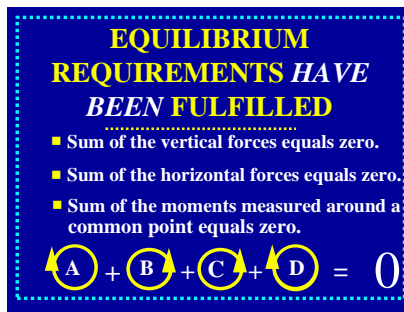 EQUILIBRIUM
REQUIREMENTS HAVE
BEEN FULFILLED
Sum of the vertical forces equals zero.
Sum of the horizontal forces equals zero.
Sum of the moments measured around a
common point equals zero.
A + B + C + D = 0